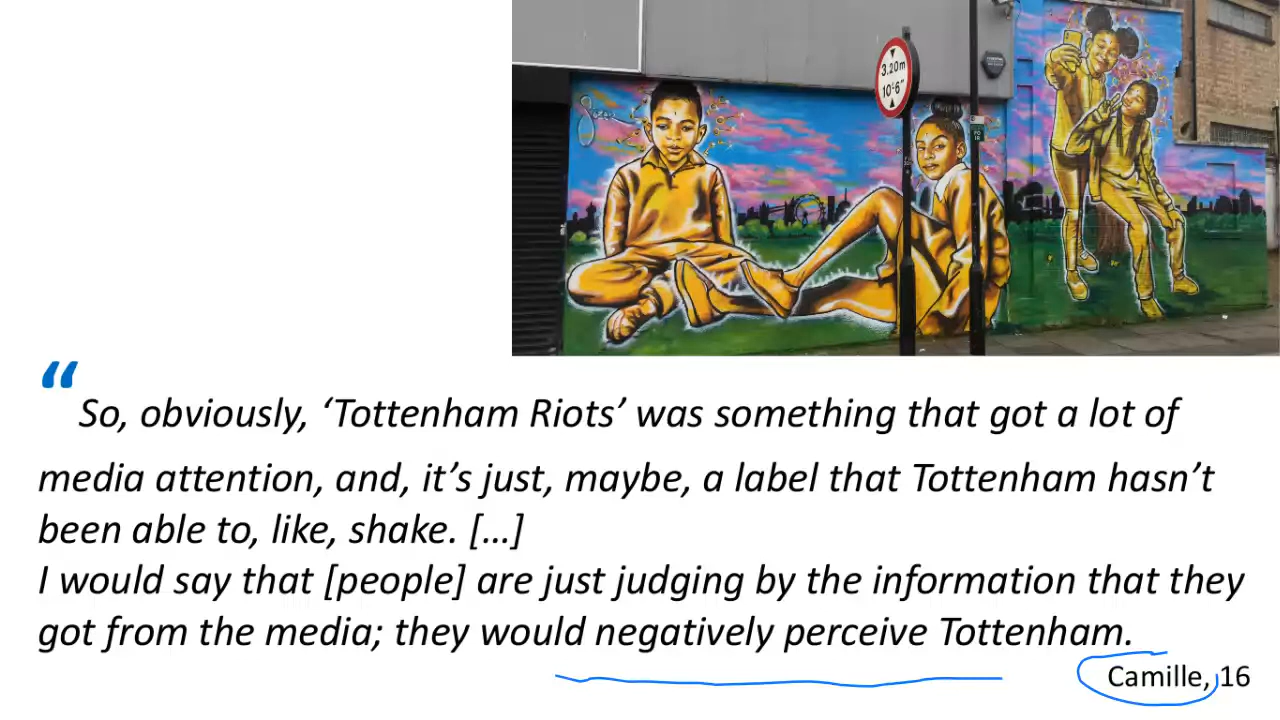 3.20m
10'-6"
“So, obviously, ‘Tottenham Riots’ was something that got a lot of
media attention, and, it’s just, maybe, a label that Tottenham hasn’t
been able to, like, shake. […]
I would say that [people] are just judging by the information that they
got from the media; they would negatively perceive Tottenham.
Camille, 16